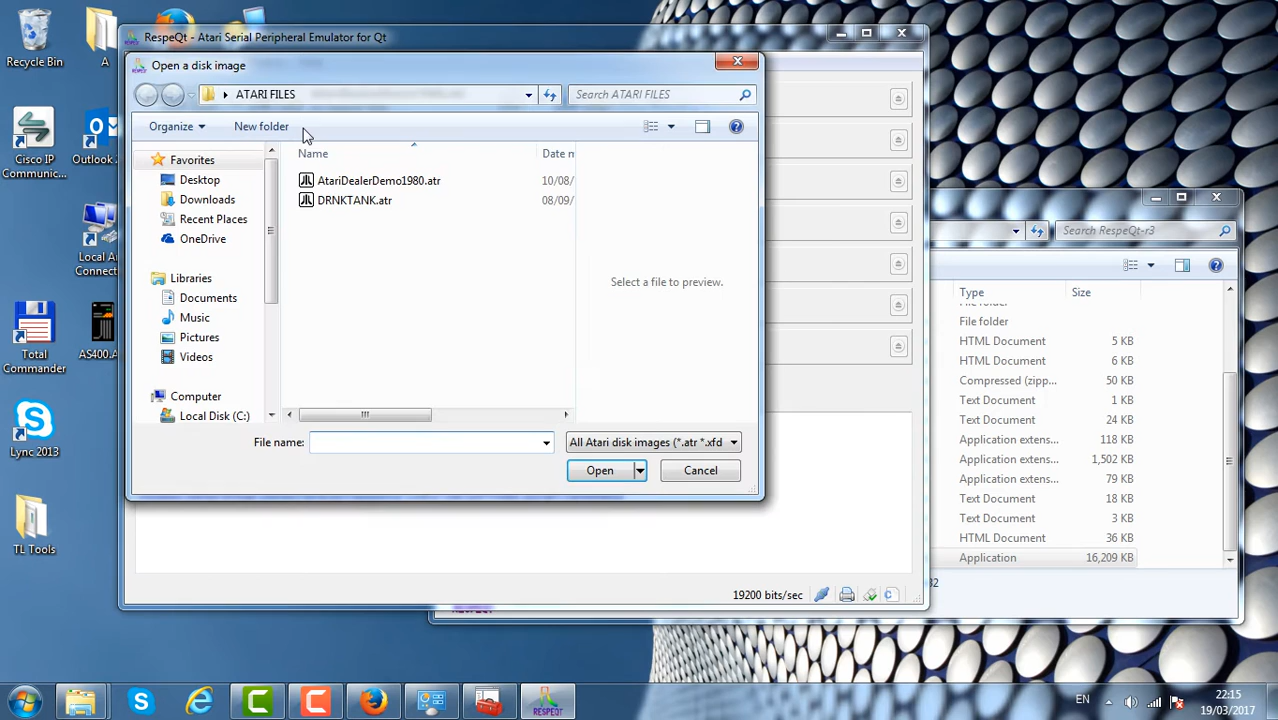 Recycle Bin
A
Cisco IP Communic...
Outlook
Local Ar Connect
Total Commander
AS400.A
Lync 2013
TL Tools
RespeQt - Atari Serial Peripheral Emulator for Qt
Open a disk image
ATARI FILES
Search ATARI FILES
Organize
New folder
Favorites
Desktop
Downloads
Recent Places
OneDrive
Libraries
Documents
Music
Pictures
Videos
Computer
Local Disk (C:)
Name
Date m
AtariDealerDemo1980.atr
10/08/
DRNKTANK.atr
08/09/
Select a file to preview.
File name:
All Atari disk images (*.atr *.xfd
Open
Cancel
19200 bits/sec
Search RespeQt-r3
Type
Size
File folder
File folder
HTML Document
5 KB
HTML Document
6 KB
Compressed (zipp...
50 KB
Text Document
1 KB
Text Document
24 KB
Application extens...
118 KB
Application extens...
1,502 KB
Application extens...
79 KB
Text Document
18 KB
Text Document
3 KB
HTML Document
36 KB
Application
16,209 KB
RESPEQT
EN
22:15
19/03/2017